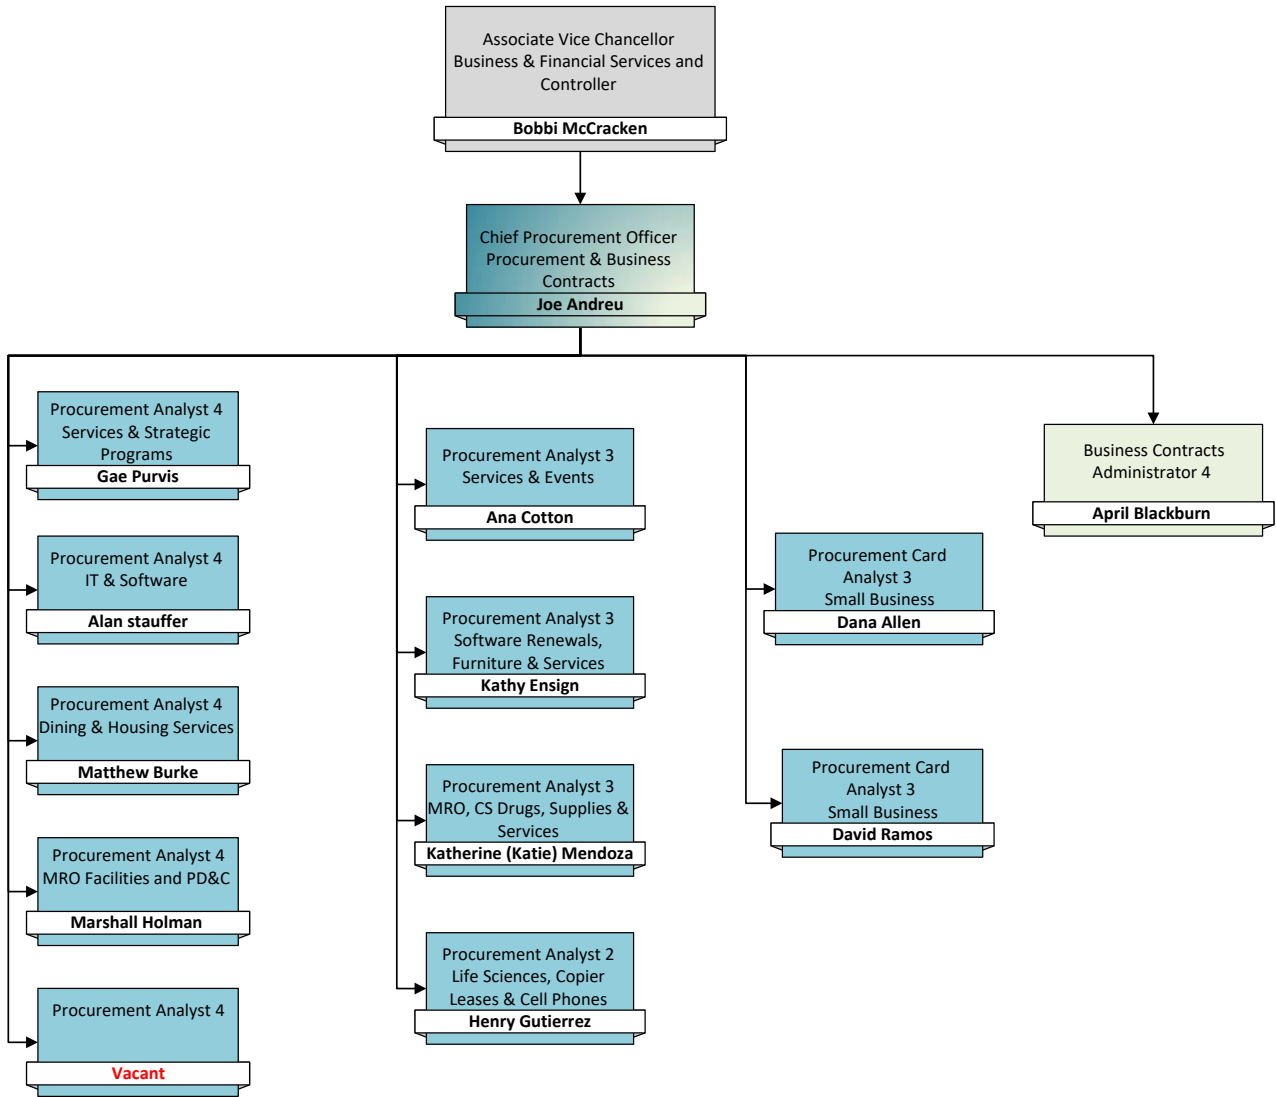 Associate Vice Chancellor
Business & Financial Services and
Controller
Bobbi McCracken
Chief Procurement Officer
Procurement & Business
Contracts
Joe Andreu
Procurement Analyst 4
Services & Strategic
Programs
Gae Purvis
Procurement Analyst 4
IT & Software
Alan stauffer
Procurement Analyst 4
Dining & Housing Services
Matthew Burke
Procurement Analyst 4
MRO Facilities and PD&C
Marshall Holman
Procurement Analyst 4
Vacant
Procurement Analyst 3
Services & Events
Ana Cotton
Procurement Analyst 3
Software Renewals,
Furniture & Services
Kathy Ensign
Procurement Analyst 3
MRO, CS Drugs, Supplies &
Services
Katherine (Katie) Mendoza
Procurement Analyst 2
Life Sciences, Copier
Leases & Cell Phones
Henry Gutierrez
Procurement Card
Analyst 3
Small Business
Dana Allen
Procurement Card
Analyst 3
Small Business
David Ramos
Business Contracts
Administrator 4
April Blackburn